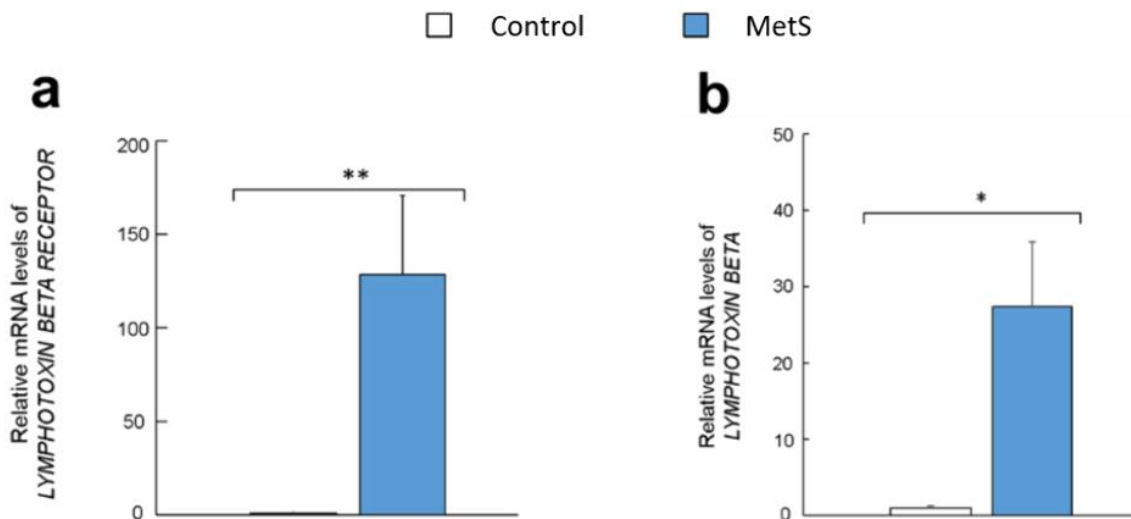 Control MetS
a
Relative mRNA levels of
LYMPHOTOXIN BETA RECEPTOR
200
150
100
50
0
**
b
Relative mRNA levels of
LYMPHOTOXIN BETA
50
40
30
20
10
0
*